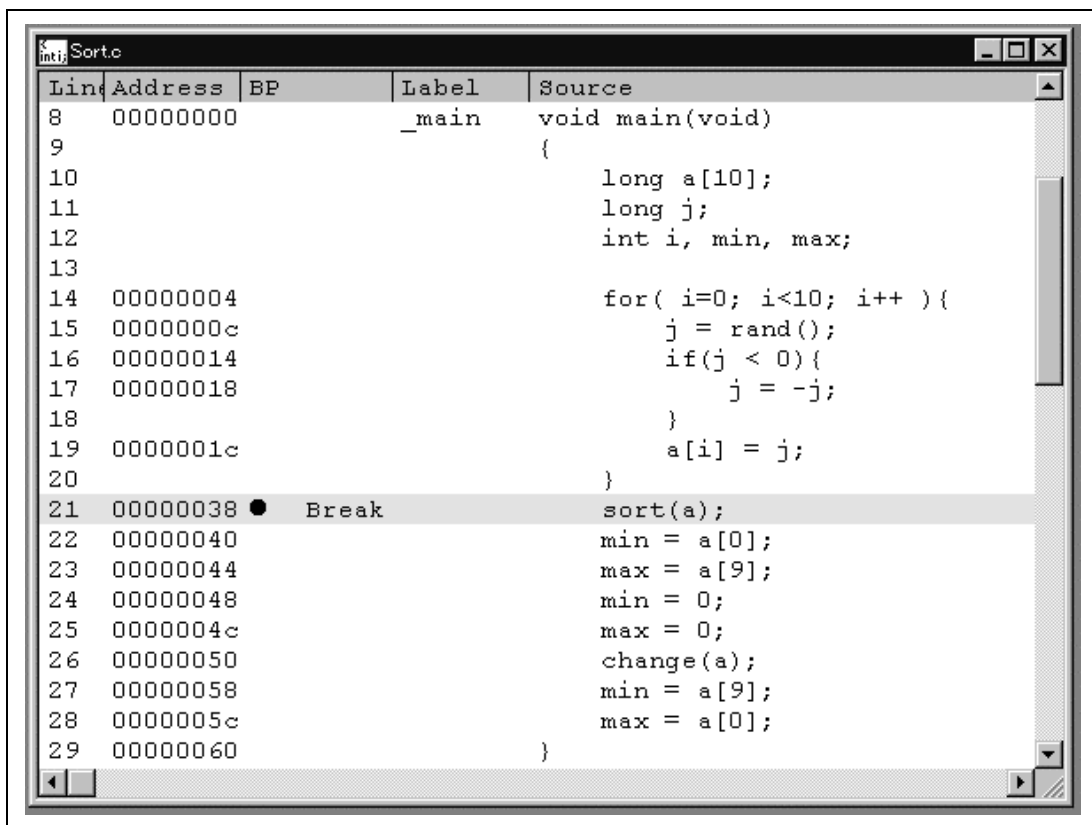 inti; Sort.c
Line Address BP Label Source
8 00000000 _main void main(void)
9 {
10 long a[10];
11 long j;
12 int i, min, max;
13
14 00000004 for( i=0; i<10; i++ ){
15 0000000c j = rand();
16 00000014 if(j < 0){
17 00000018 j = -j;
18 }
19 0000001c a[i] = j;
20 }
21 00000038 ● Break sort(a);
22 00000040 min = a[0];
23 00000044 max = a[9];
24 00000048 min = 0;
25 0000004c max = 0;
26 00000050 change(a);
27 00000058 min = a[9];
28 0000005c max = a[0];
29 00000060 }